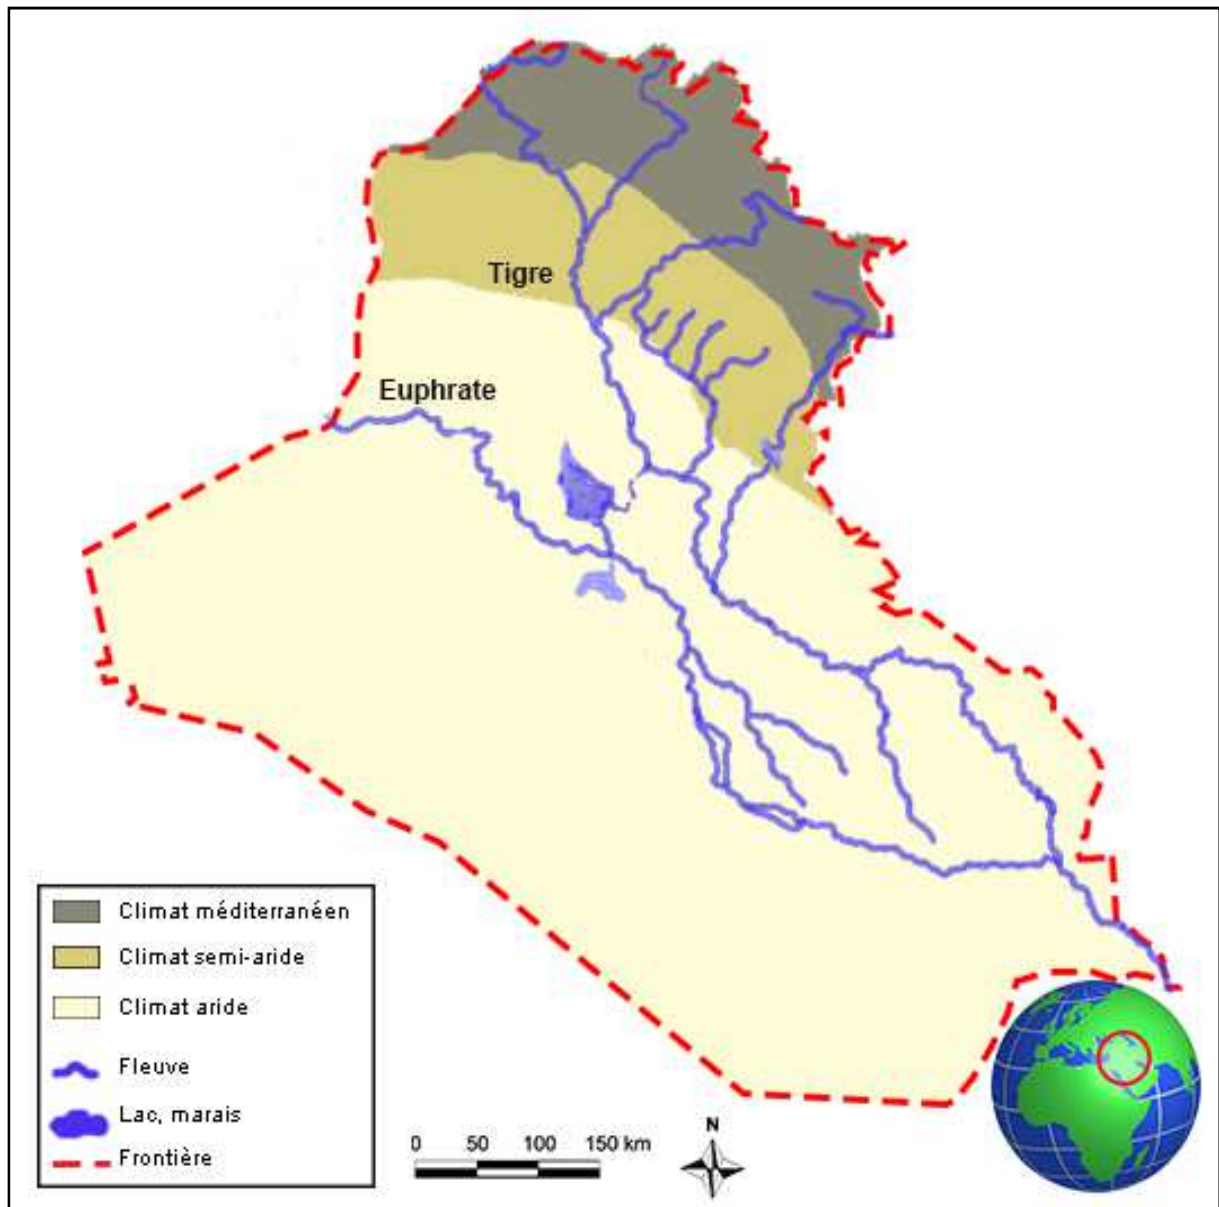 Tigre
Euphrate
Climat méditerranéen
Climat semi-aride
Climat aride
Fleuve
Lac, marais
Frontière
0 50 100 150 km
N